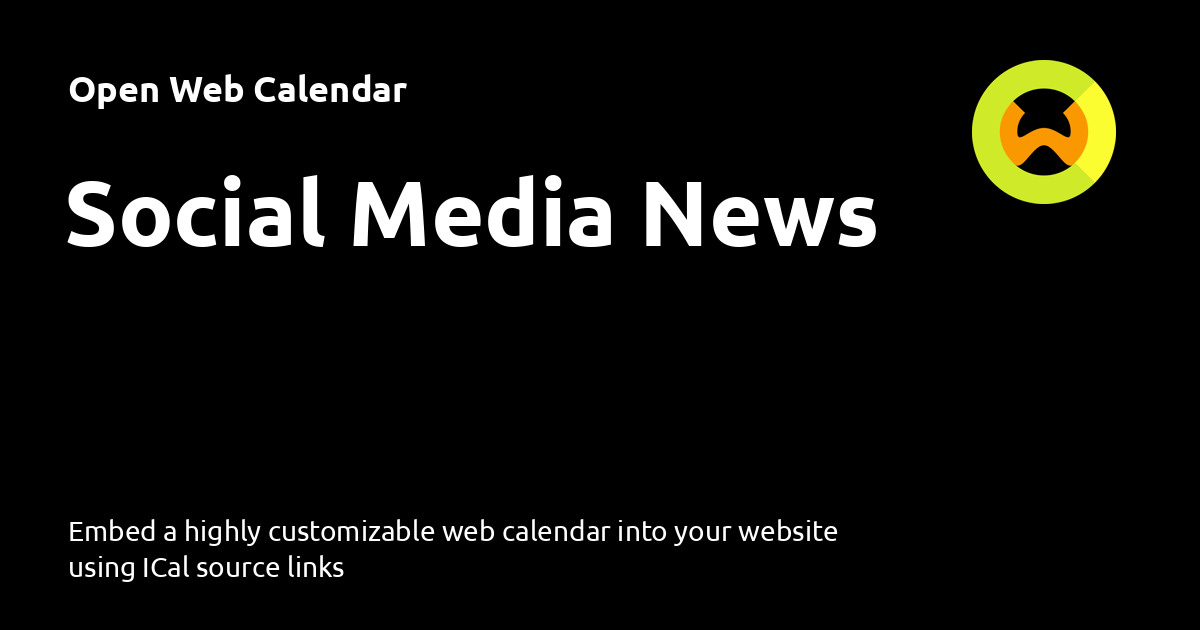 Open Web Calendar
Social Media News
Embed a highly customizable web calendar into your website
using ICal source links